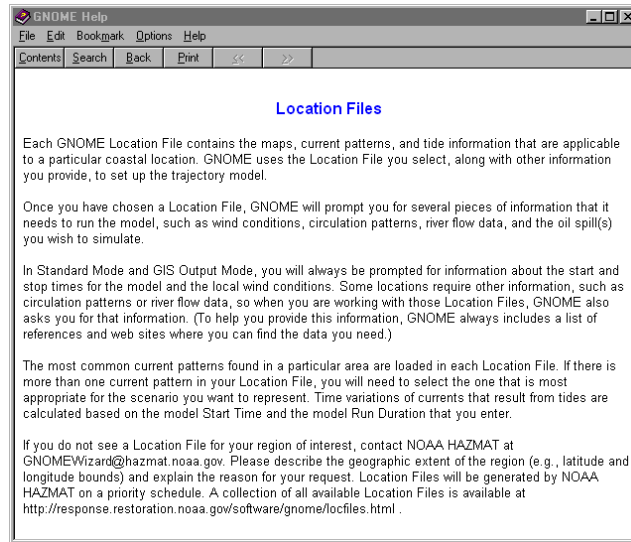 GNOME Help
File Edit Bookmark Options Help
Contents Search Back Print << >>
Location Files
Each GNOME Location File contains the maps, current patterns, and tide information that are applicable
to a particular coastal location. GNOME uses the Location File you select, along with other information
you provide, to set up the trajectory model.
Once you have chosen a Location File, GNOME will prompt you for several pieces of information that it
needs to run the model, such as wind conditions, circulation patterns, river flow data, and the oil spill(s)
you wish to simulate.
In Standard Mode and GIS Output Mode, you will always be prompted for information about the start and
stop times for the model and the local wind conditions. Some locations require other information, such as
circulation patterns or river flow data, so when you are working with those Location Files, GNOME also
asks you for that information. (To help you provide this information, GNOME always includes a list of
references and web sites where you can find the data you need.)
The most common current patterns found in a particular area are loaded in each Location File. If there is
more than one current pattern in your Location File, you will need to select the one that is most
appropriate for the scenario you want to represent. Time variations of currents that result from tides are
calculated based on the model Start Time and the model Run Duration that you enter.
If you do not see a Location File for your region of interest, contact NOAA HAZMAT at
GNOMEWizard@hazmat.noaa.gov. Please describe the geographic extent of the region (e.g., latitude and
longitude bounds) and explain the reason for your request. Location Files will be generated by NOAA
HAZMAT on a priority schedule. A collection of all available Location Files is available at
http://response.restoration.noaa.gov/software/gnome/locfiles.html .